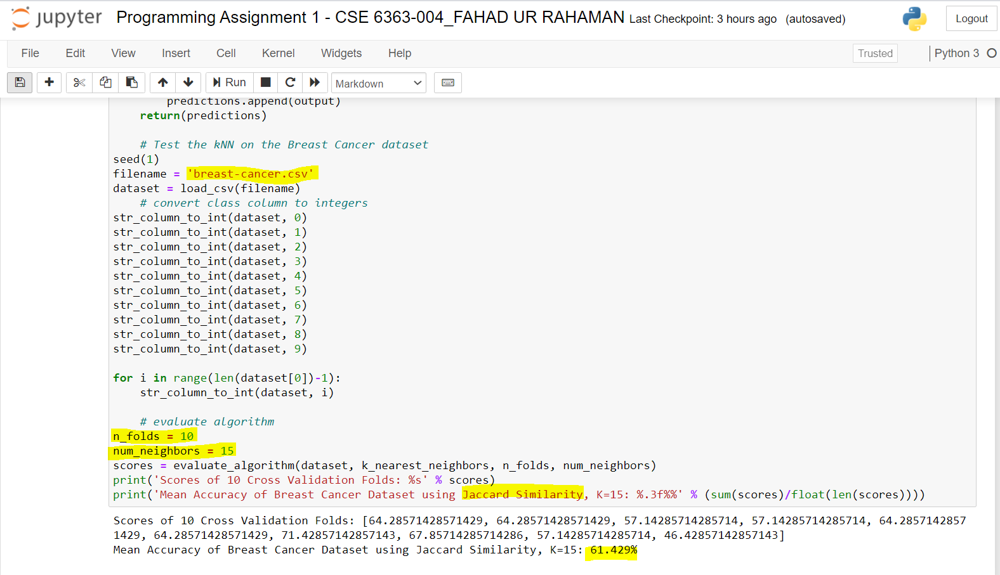 jupyter Programming Assignment 1 - CSE 6363-004_FAHAD UR RAHAMAN Last Checkpoint: 3 hours ago (autosaved) Logout
File Edit View Insert Cell Kernel Widgets Help Trusted Python 3
Run Markdown
predictions.append(output)
return(predictions)
# Test the kNN on the Breast Cancer dataset
seed(1)
filename = 'breast-cancer.csv'
dataset = load_csv(filename)
# convert class column to integers
str_column_to_int(dataset, 0)
str_column_to_int(dataset, 1)
str_column_to_int(dataset, 2)
str_column_to_int(dataset, 3)
str_column_to_int(dataset, 4)
str_column_to_int(dataset, 5)
str_column_to_int(dataset, 6)
str_column_to_int(dataset, 7)
str_column_to_int(dataset, 8)
str_column_to_int(dataset, 9)
for i in range(len(dataset[0])-1):
str_column_to_int(dataset, i)
# evaluate algorithm
n_folds = 10
num_neighbors = 15
scores = evaluate_algorithm(dataset, k_nearest_neighbors, n_folds, num_neighbors)
print('Scores of 10 Cross Validation Folds: %s' % scores)
print('Mean Accuracy of Breast Cancer Dataset using Jaccard Similarity, K=15: %.3f%%' % (sum(scores)/float(len(scores))))
Scores of 10 Cross Validation Folds: [64.28571428571429, 64.28571428571429, 57.14285714285714, 57.14285714285714, 64.2857142857
1429, 64.28571428571429, 71.42857142857143, 67.85714285714286, 57.14285714285714, 46.42857142857143]
Mean Accuracy of Breast Cancer Dataset using Jaccard Similarity, K=15: 61.429%